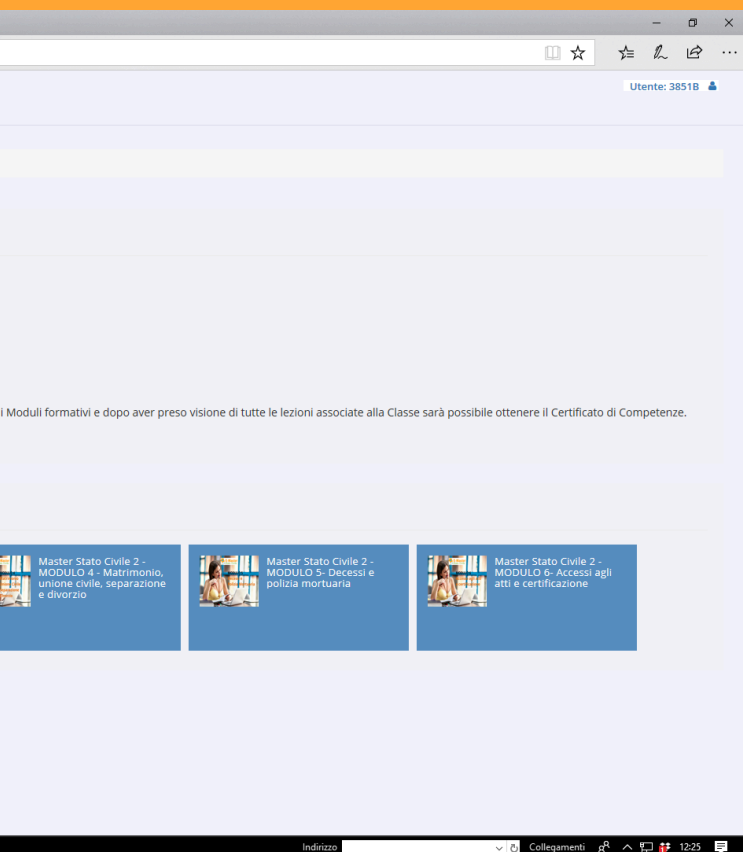 Utente: 3851B
i Moduli formativi e dopo aver preso visione di tutte le lezioni associate alla Classe sarà possibile ottenere il Certificato di Competenze.
Master Stato Civile 2 -
MODULO 4 - Matrimonio,
unione civile, separazione
e divorzio
Master Stato Civile 2 -
MODULO 5- Decessi e
polizia mortuaria
Master Stato Civile 2 -
MODULO 6- Accessi agli
atti e certificazione
Indirizzo
Collegamenti
12:25